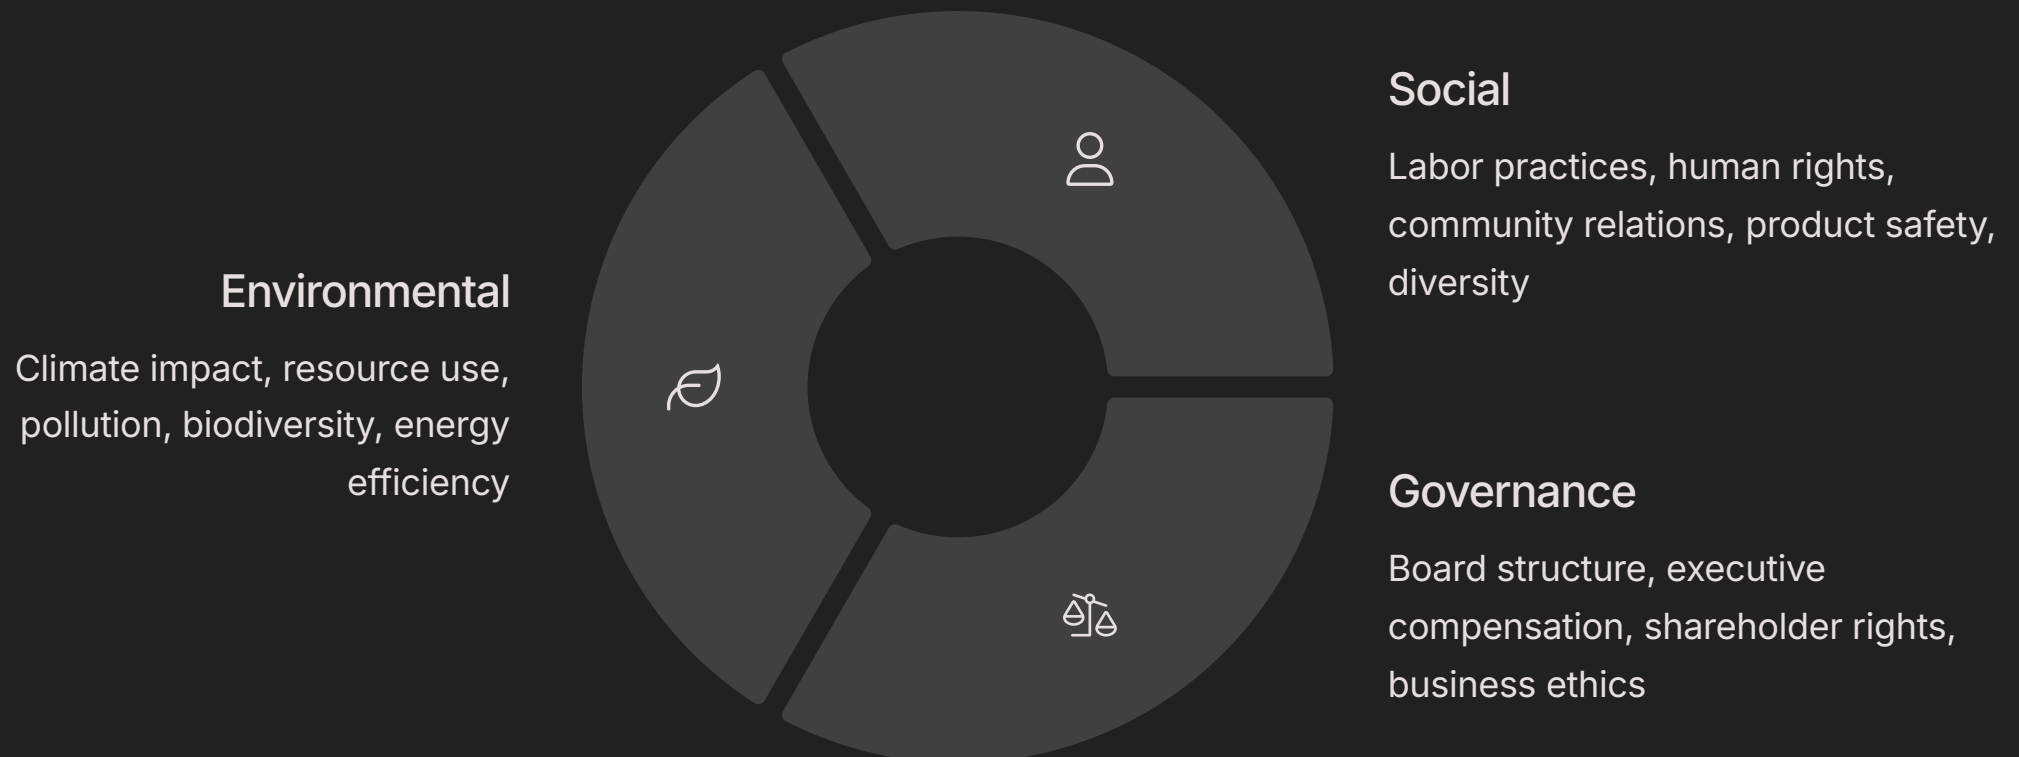 Social
Labor practices, human rights,
community relations, product safety,
diversity
Environmental
Climate impact, resource use,
pollution, biodiversity, energy
efficiency
Governance
Board structure, executive
compensation, shareholder rights,
business ethics